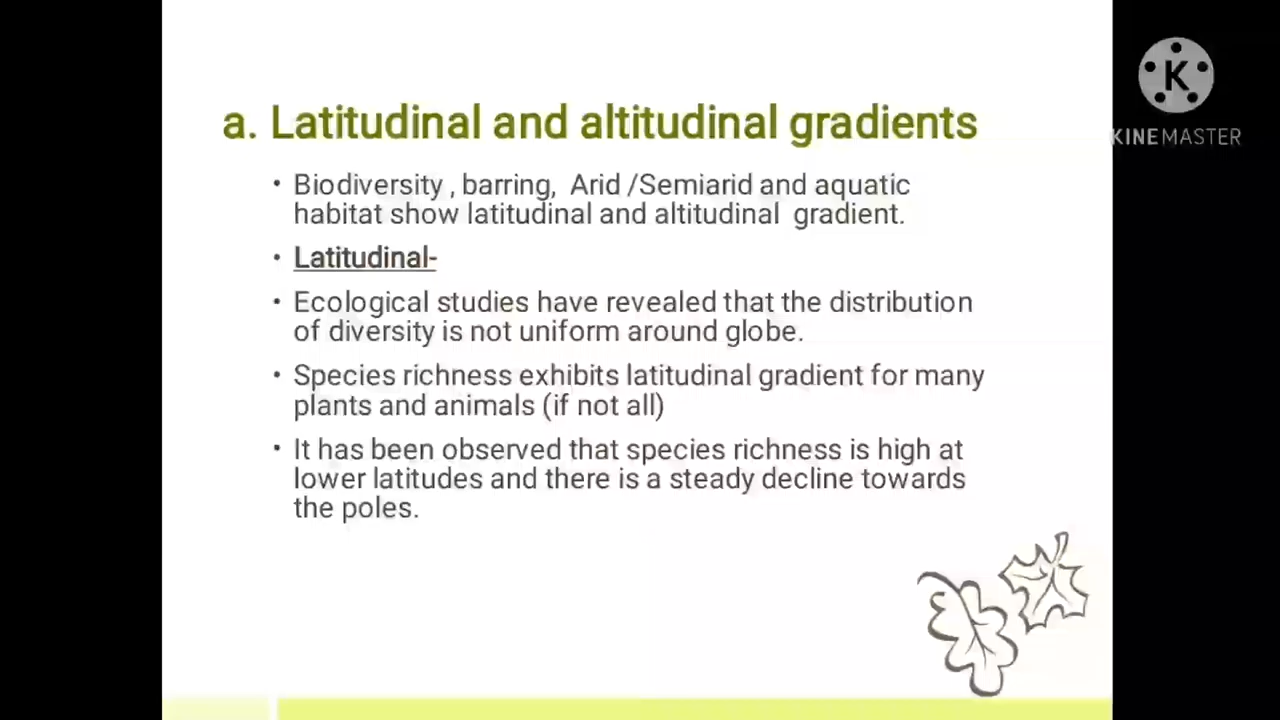 a. Latitudinal and altitudinal gradients
• Biodiversity , barring, Arid /Semiarid and aquatic
habitat show latitudinal and altitudinal gradient.
• Latitudinal-
• Ecological studies have revealed that the distribution
of diversity is not uniform around globe.
• Species richness exhibits latitudinal gradient for many
plants and animals (if not all)
• It has been observed that species richness is high at
lower latitudes and there is a steady decline towards
the poles.
K
KINEMASTER